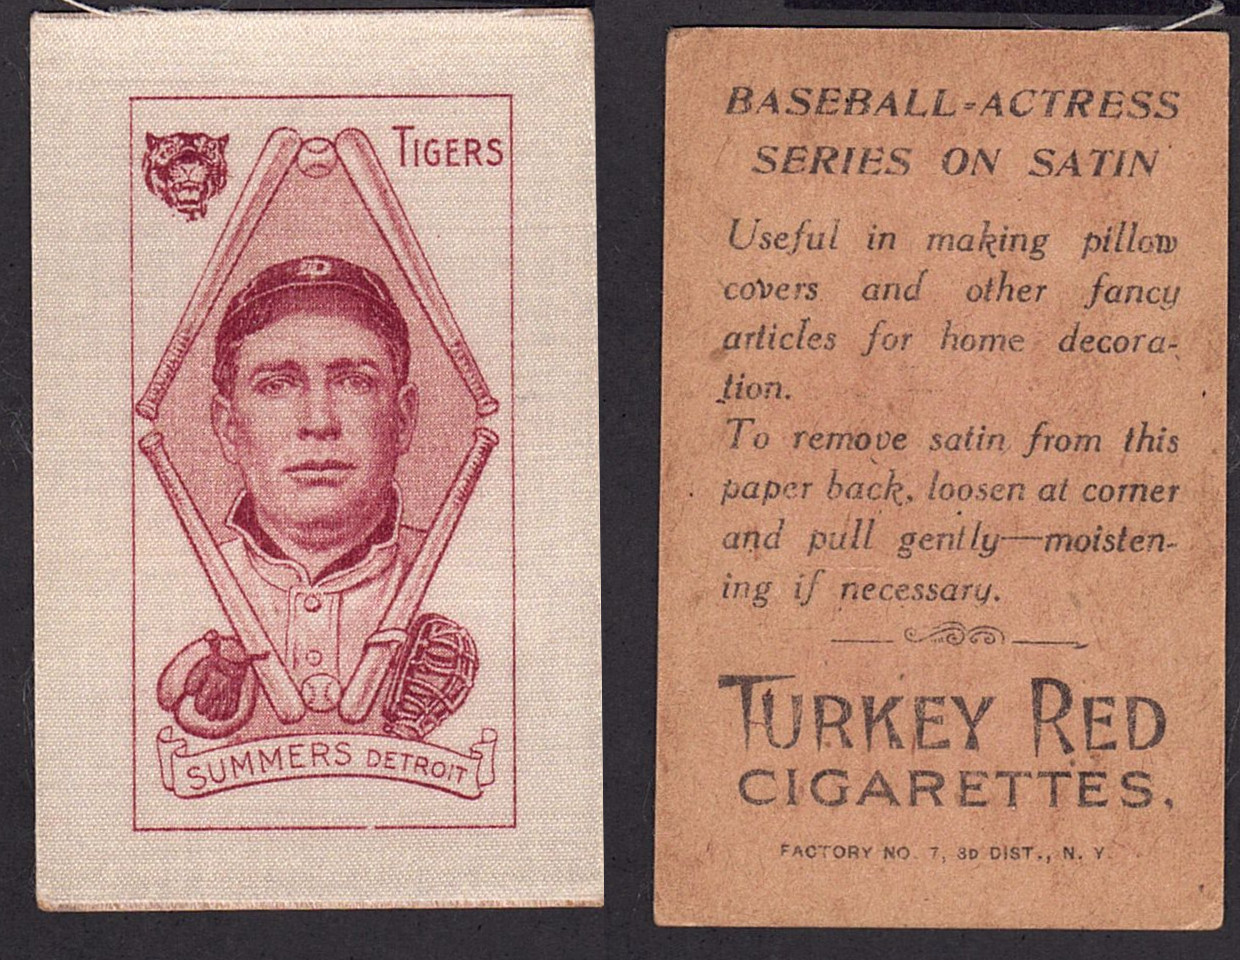 TIGERS
D
SUMMERS DETROIT
BASEBALL-ACTRESS
SERIES ON SATIN
Useful in making pillow
covers and other fancy
articles for home decora-
tion.
To remove satin from this
paper back, loosen at corner
and pull gently—moisten-
ing if necessary.
TURKEY RED
CIGARETTES.
FACTORY NO. 7, 3D DIST., N. Y.